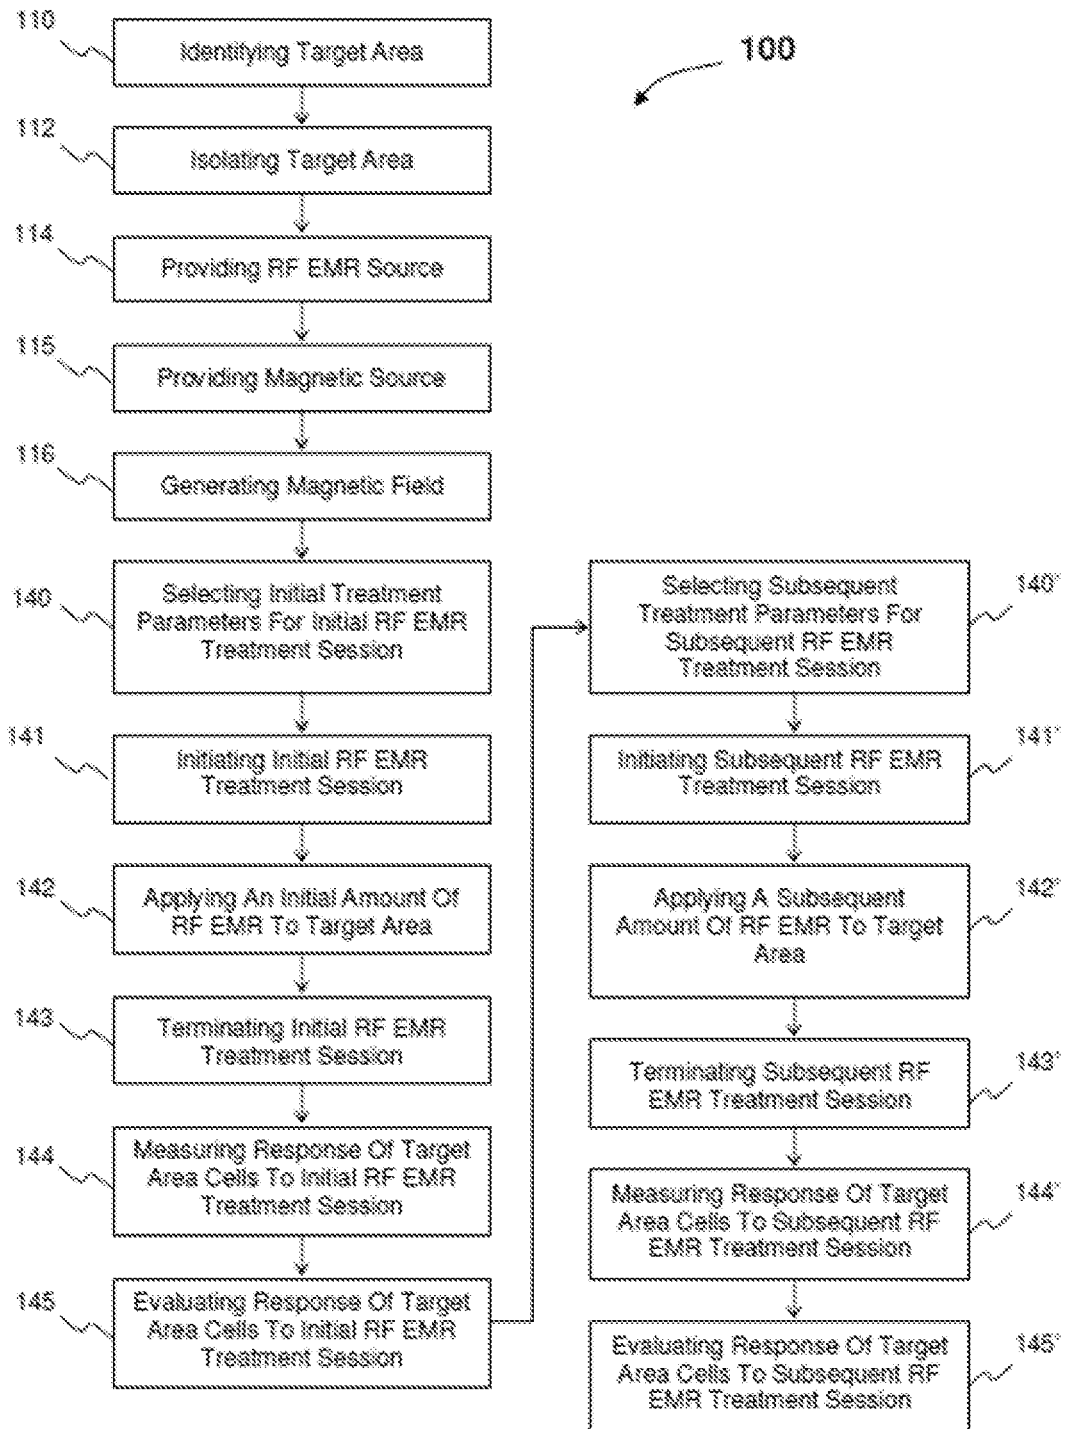 100
110
Identifying Target Area
112
Isolating Target Area
114
Providing RF EMR Source
115
Providing Magnetic Source
116
Generating Magnetic Field
140
Selecting Initial Treatment
Parameters For Initial RF EMR
Treatment Session
141
Initiating Initial RF EMR
Treatment Session
142
Applying An Initial Amount Of
RF EMR To Target Area
143
Terminating Initial RF EMR
Treatment Session
144
Measuring Response Of Target
Area Cells To Initial RF EMR
Treatment Session
145
Evaluating Response Of Target
Area Cells To Initial RF EMR
Treatment Session
140'
Selecting Subsequent
Treatment Parameters For
Subsequent RF EMR
Treatment Session
141'
Initiating Subsequent RF EMR
Treatment Session
142'
Applying A Subsequent
Amount Of RF EMR To Target
Area
143'
Terminating Subsequent RF
EMR Treatment Session
144'
Measuring Response Of Target
Area Cells To Subsequent RF
EMR Treatment Session
145'
Evaluating Response Of Target
Area Cells To Subsequent RF
EMR Treatment Session